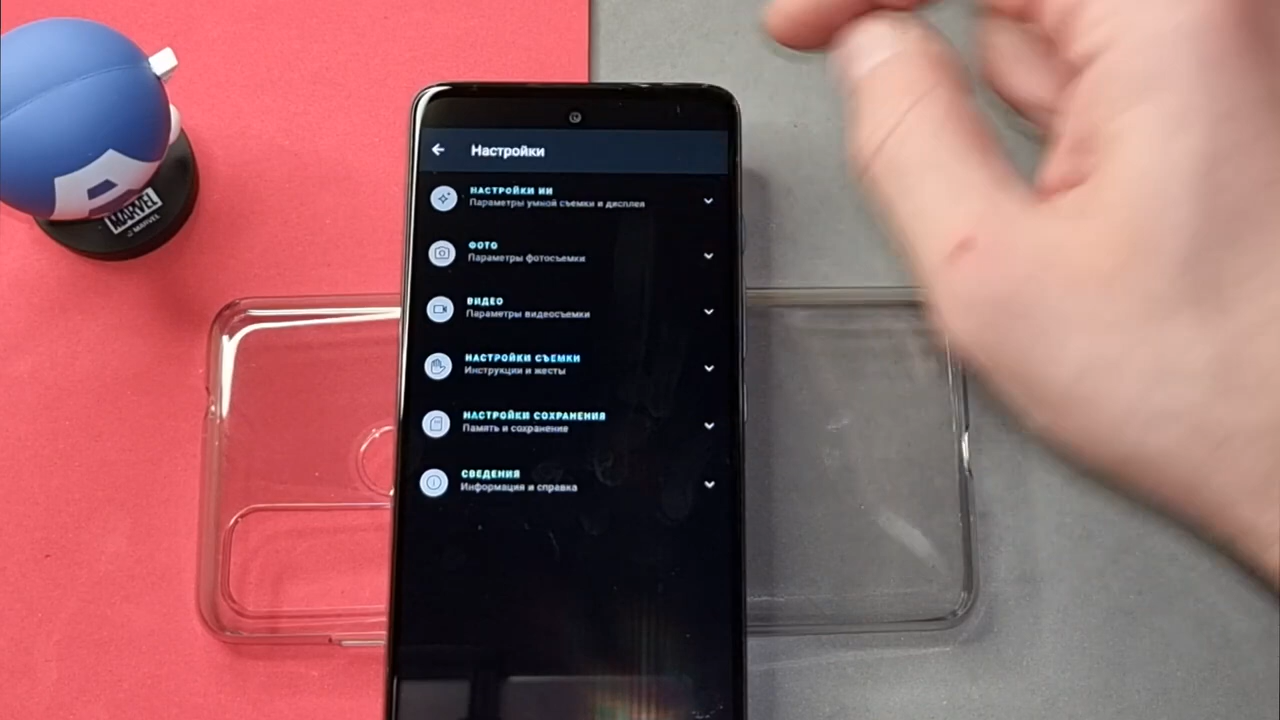 Настройки
НАСТРОЙКИ ИИ
Параметры умной съемки и дисплея
ФОТО
Параметры фотосъемки
ВИДЕО
Параметры видеосъемки
НАСТРОЙКИ СЪЕМКИ
Инструкции и жесты
НАСТРОЙКИ СОХРАНЕНИЯ
Память и сохранение
СВЕДЕНИЯ
Информация и справка
MARVEL
© MARVEL